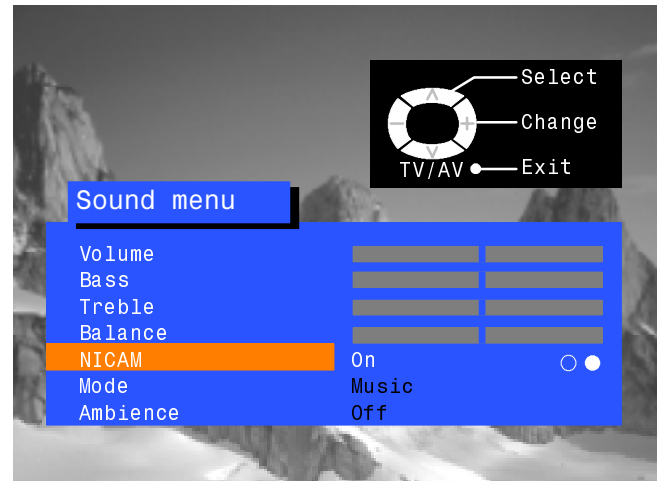 Select
Change
TV/AV Exit
Sound menu
Volume
Bass
Treble
Balance
NICAM On
Mode Music
Ambience Off